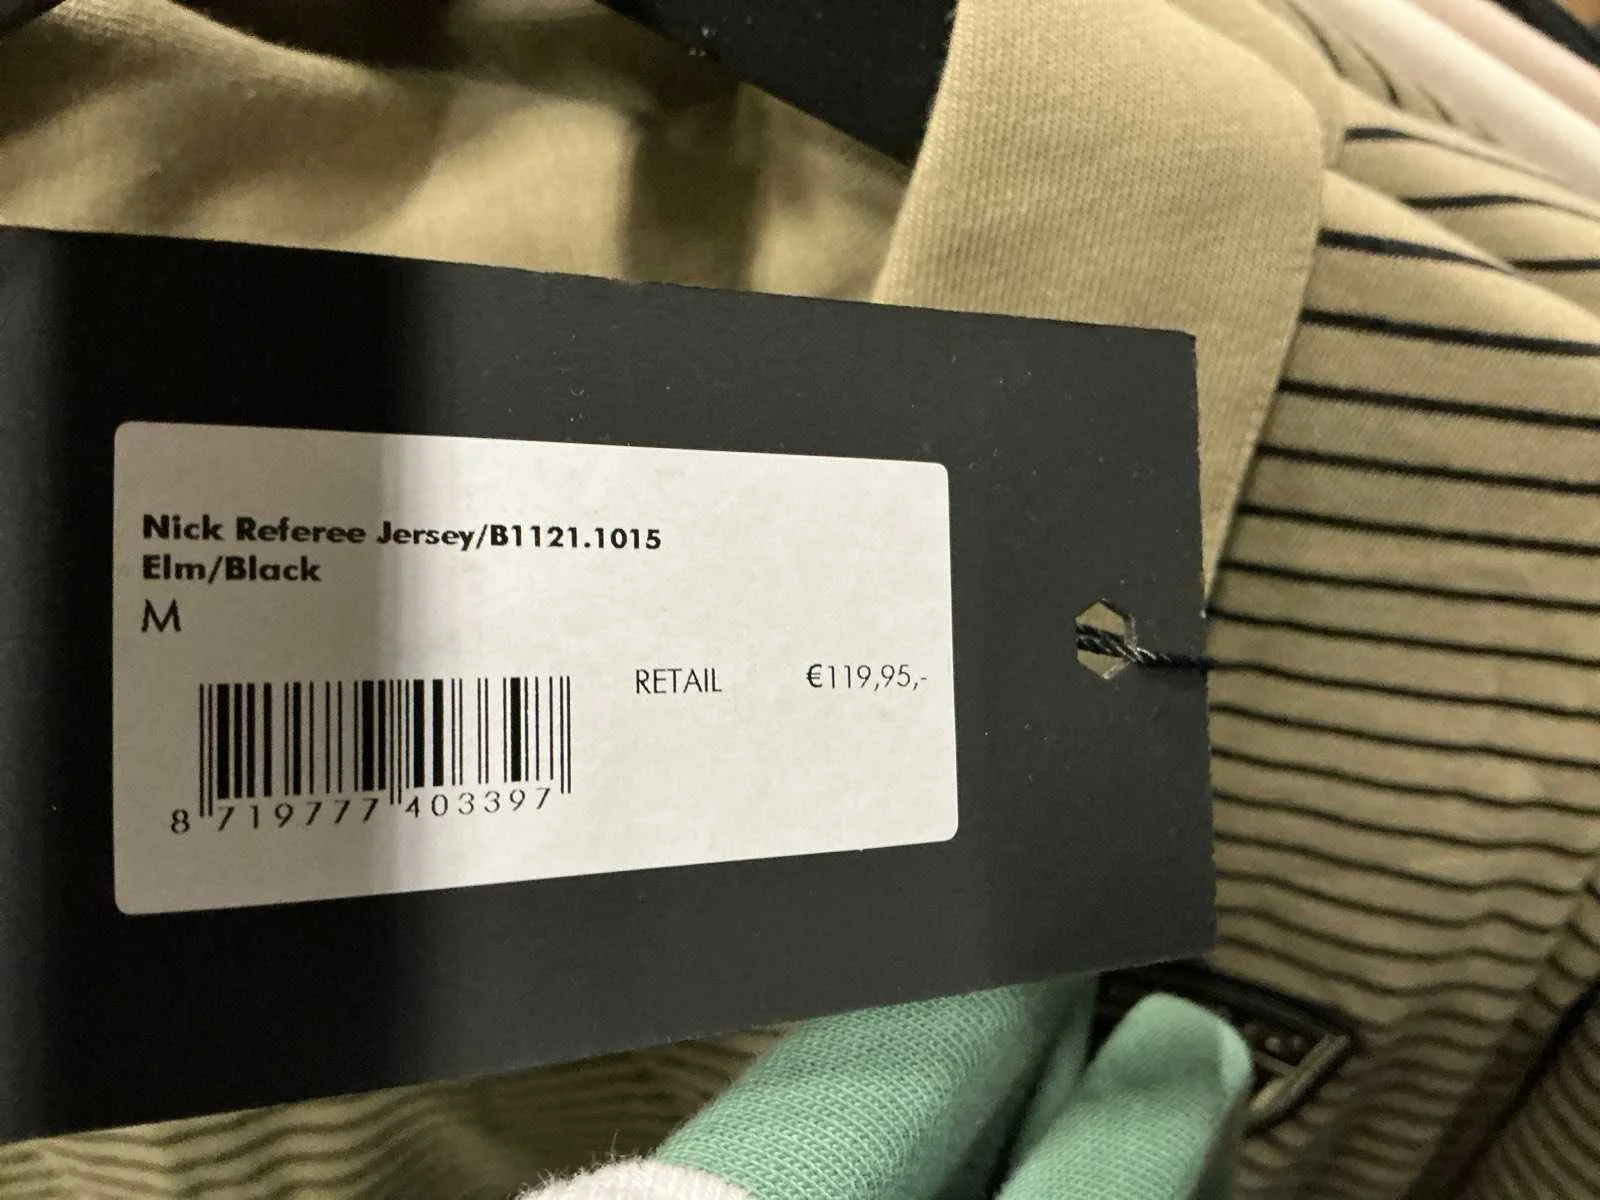 Nick Referee Jersey/B1121.1015
Elm/Black
M
RETAIL €119,95,-
8 719777 403397